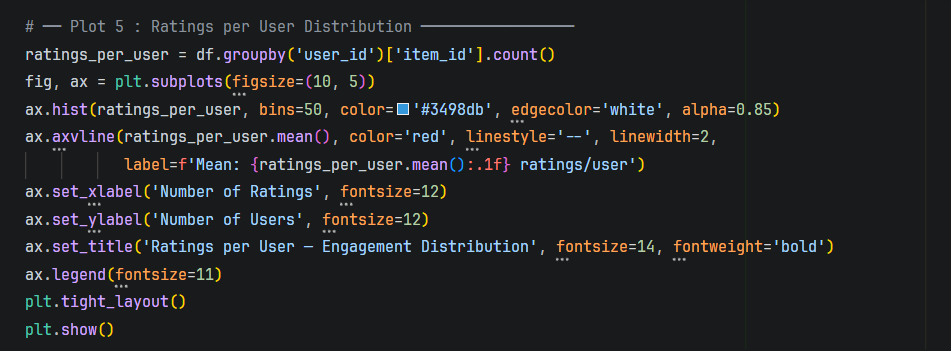 # ── Plot 5 : Ratings per User Distribution ──────────────────
ratings_per_user = df.groupby('user_id')['item_id'].count()
fig, ax = plt.subplots(figsize=(10, 5))
ax.hist(ratings_per_user, bins=50, color='#3498db', edgecolor='white', alpha=0.85)
ax.axvline(ratings_per_user.mean(), color='red', linestyle='--', linewidth=2,
           label=f'Mean: {ratings_per_user.mean():.1f} ratings/user')
ax.set_xlabel('Number of Ratings', fontsize=12)
ax.set_ylabel('Number of Users', fontsize=12)
ax.set_title('Ratings per User — Engagement Distribution', fontsize=14, fontweight='bold')
ax.legend(fontsize=11)
plt.tight_layout()
plt.show()